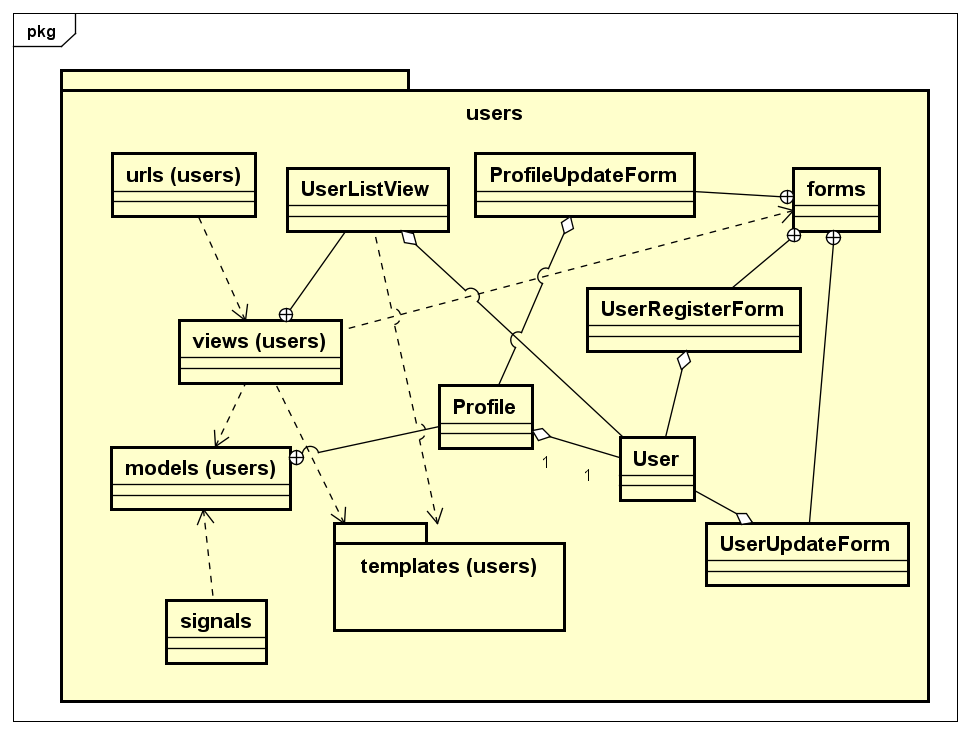 pkg
users
urls (users)
UserListView
ProfileUpdateForm
forms
UserRegisterForm
views (users)
Profile
models (users)
1
1
User
UserUpdateForm
templates (users)
signals